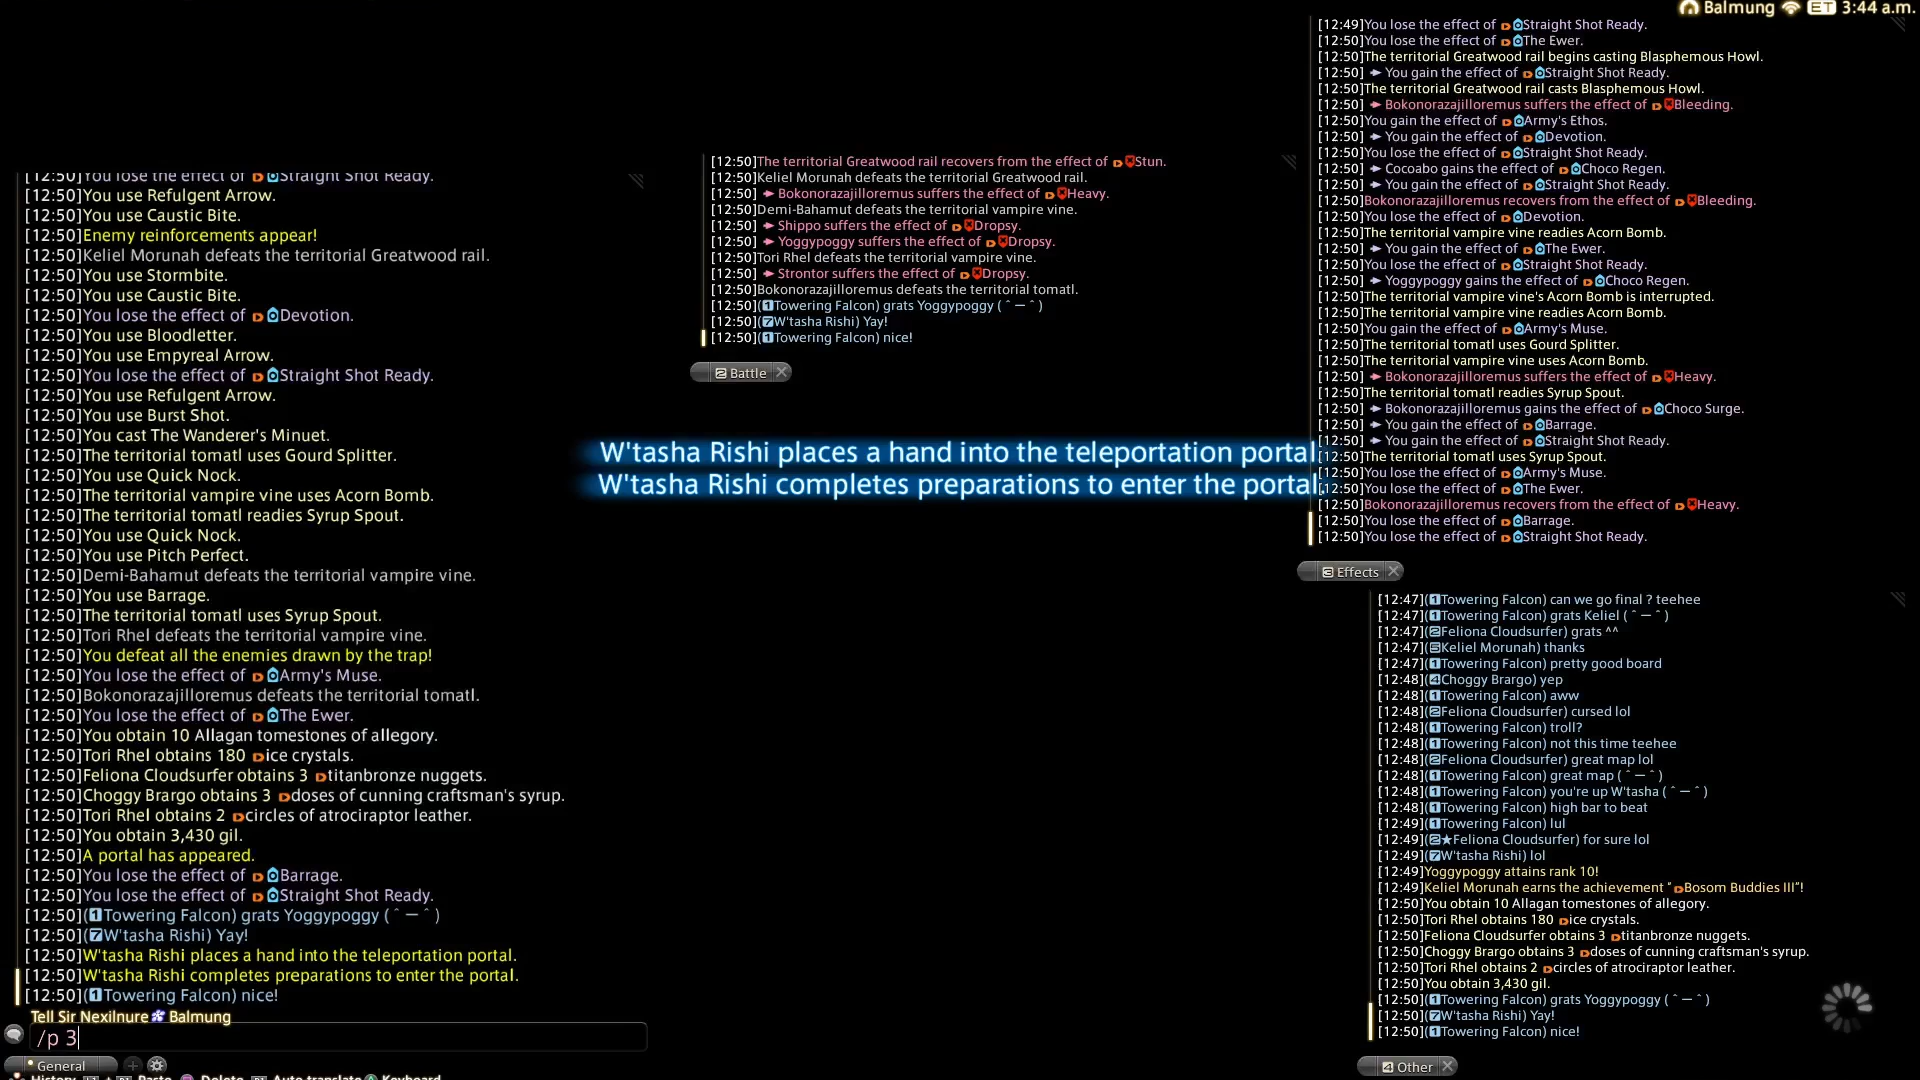 [12:50]You lose the effect of Straight Shot Ready.
[12:50]You use Refulgent Arrow.
[12:50]You use Caustic Bite.
[12:50]Enemy reinforcements appear!
[12:50]Keliel Morunah defeats the territorial Greatwood rail.
[12:50]You use Stormbite.
[12:50]You use Caustic Bite.
[12:50]You lose the effect of Devotion.
[12:50]You use Bloodletter.
[12:50]You use Empyreal Arrow.
[12:50]You lose the effect of Straight Shot Ready.
[12:50]You use Refulgent Arrow.
[12:50]You use Burst Shot.
[12:50]You cast The Wanderer's Minuet.
[12:50]The territorial tomatl uses Gourd Splitter.
[12:50]You use Quick Nock.
[12:50]The territorial vampire vine uses Acorn Bomb.
[12:50]The territorial tomatl readies Syrup Spout.
[12:50]You use Quick Nock.
[12:50]You use Pitch Perfect.
[12:50]Demi-Bahamut defeats the territorial vampire vine.
[12:50]You use Barrage.
[12:50]The territorial tomatl uses Syrup Spout.
[12:50]Tori Rhel defeats the territorial vampire vine.
[12:50]You defeat all the enemies drawn by the trap!
[12:50]You lose the effect of Army's Muse.
[12:50]Bokonorazajilloremus defeats the territorial tomatl.
[12:50]You lose the effect of The Ewer.
[12:50]You obtain 10 Allagan tomestones of allegory.
[12:50]Tori Rhel obtains 180 ice crystals.
[12:50]Feliona Cloudsurfer obtains 3 titanbronze nuggets.
[12:50]Choggy Brargo obtains 3 doses of cunning craftsman's syrup.
[12:50]Tori Rhel obtains 2 circles of atrociraptor leather.
[12:50]You obtain 3,430 gil.
[12:50]A portal has appeared.
[12:50]You lose the effect of Barrage.
[12:50]You lose the effect of Straight Shot Ready.
[12:50](1Towering Falcon) grats Yoggypoggy ( ˆ — ˆ )
[12:50](7W'tasha Rishi) Yay!
[12:50]W'tasha Rishi places a hand into the teleportation portal.
[12:50]W'tasha Rishi completes preparations to enter the portal.
[12:50](1Towering Falcon) nice!
Tell Sir Nexilnure Balmung
/p 3
General
History Paste Delete Auto-translate Keyboard
[12:50]The territorial Greatwood rail recovers from the effect of Stun.
[12:50]Keliel Morunah defeats the territorial Greatwood rail.
[12:50] Bokonorazajilloremus suffers the effect of Heavy.
[12:50]Demi-Bahamut defeats the territorial vampire vine.
[12:50] Shippo suffers the effect of Dropsy.
[12:50] Yoggypoggy suffers the effect of Dropsy.
[12:50]Tori Rhel defeats the territorial vampire vine.
[12:50] Strontor suffers the effect of Dropsy.
[12:50]Bokonorazajilloremus defeats the territorial tomatl.
[12:50](1Towering Falcon) grats Yoggypoggy ( ˆ — ˆ )
[12:50](7W'tasha Rishi) Yay!
[12:50](1Towering Falcon) nice!
2 Battle
W'tasha Rishi places a hand into the teleportation portal.
W'tasha Rishi completes preparations to enter the portal.
Balmung ET 3:44 a.m.
[12:49]You lose the effect of Straight Shot Ready.
[12:50]You lose the effect of The Ewer.
[12:50]The territorial Greatwood rail begins casting Blasphemous Howl.
[12:50] You gain the effect of Straight Shot Ready.
[12:50]The territorial Greatwood rail casts Blasphemous Howl.
[12:50] Bokonorazajilloremus suffers the effect of Bleeding.
[12:50]You gain the effect of Army's Ethos.
[12:50] You gain the effect of Devotion.
[12:50]You lose the effect of Straight Shot Ready.
[12:50] Cocoabo gains the effect of Choco Regen.
[12:50] You gain the effect of Straight Shot Ready.
[12:50]Bokonorazajilloremus recovers from the effect of Bleeding.
[12:50]You lose the effect of Devotion.
[12:50]The territorial vampire vine readies Acorn Bomb.
[12:50] You gain the effect of The Ewer.
[12:50]You lose the effect of Straight Shot Ready.
[12:50] Yoggypoggy gains the effect of Choco Regen.
[12:50]The territorial vampire vine's Acorn Bomb is interrupted.
[12:50]The territorial vampire vine readies Acorn Bomb.
[12:50]You gain the effect of Army's Muse.
[12:50]The territorial tomatl uses Gourd Splitter.
[12:50]The territorial vampire vine uses Acorn Bomb.
[12:50] Bokonorazajilloremus suffers the effect of Heavy.
[12:50]The territorial tomatl readies Syrup Spout.
[12:50] Bokonorazajilloremus gains the effect of Choco Surge.
[12:50] You gain the effect of Barrage.
[12:50] You gain the effect of Straight Shot Ready.
[12:50]The territorial tomatl uses Syrup Spout.
[12:50]You lose the effect of Army's Muse.
[12:50]You lose the effect of The Ewer.
[12:50]Bokonorazajilloremus recovers from the effect of Heavy.
[12:50]You lose the effect of Barrage.
[12:50]You lose the effect of Straight Shot Ready.
3 Effects
[12:47](1Towering Falcon) can we go final ? teehee
[12:47](1Towering Falcon) grats Keliel ( ˆ — ˆ )
[12:47](2Feliona Cloudsurfer) grats ^^
[12:47](5Keliel Morunah) thanks
[12:47](1Towering Falcon) pretty good board
[12:48](4Choggy Brargo) yep
[12:48](1Towering Falcon) aww
[12:48](2Feliona Cloudsurfer) cursed lol
[12:48](1Towering Falcon) troll?
[12:48](1Towering Falcon) not this time teehee
[12:48](2Feliona Cloudsurfer) great map lol
[12:48](1Towering Falcon) great map ( ˆ — ˆ )
[12:48](1Towering Falcon) you're up W'tasha ( ˆ — ˆ )
[12:48](1Towering Falcon) high bar to beat
[12:49](1Towering Falcon) lul
[12:49](2★Feliona Cloudsurfer) for sure lol
[12:49](7W'tasha Rishi) lol
[12:49]Yoggypoggy attains rank 10!
[12:49]Keliel Morunah earns the achievement “Bosom Buddies III”!
[12:50]You obtain 10 Allagan tomestones of allegory.
[12:50]Tori Rhel obtains 180 ice crystals.
[12:50]Feliona Cloudsurfer obtains 3 titanbronze nuggets.
[12:50]Choggy Brargo obtains 3 doses of cunning craftsman's syrup.
[12:50]Tori Rhel obtains 2 circles of atrociraptor leather.
[12:50]You obtain 3,430 gil.
[12:50](1Towering Falcon) grats Yoggypoggy ( ˆ — ˆ )
[12:50](7W'tasha Rishi) Yay!
[12:50](1Towering Falcon) nice!
4 Other